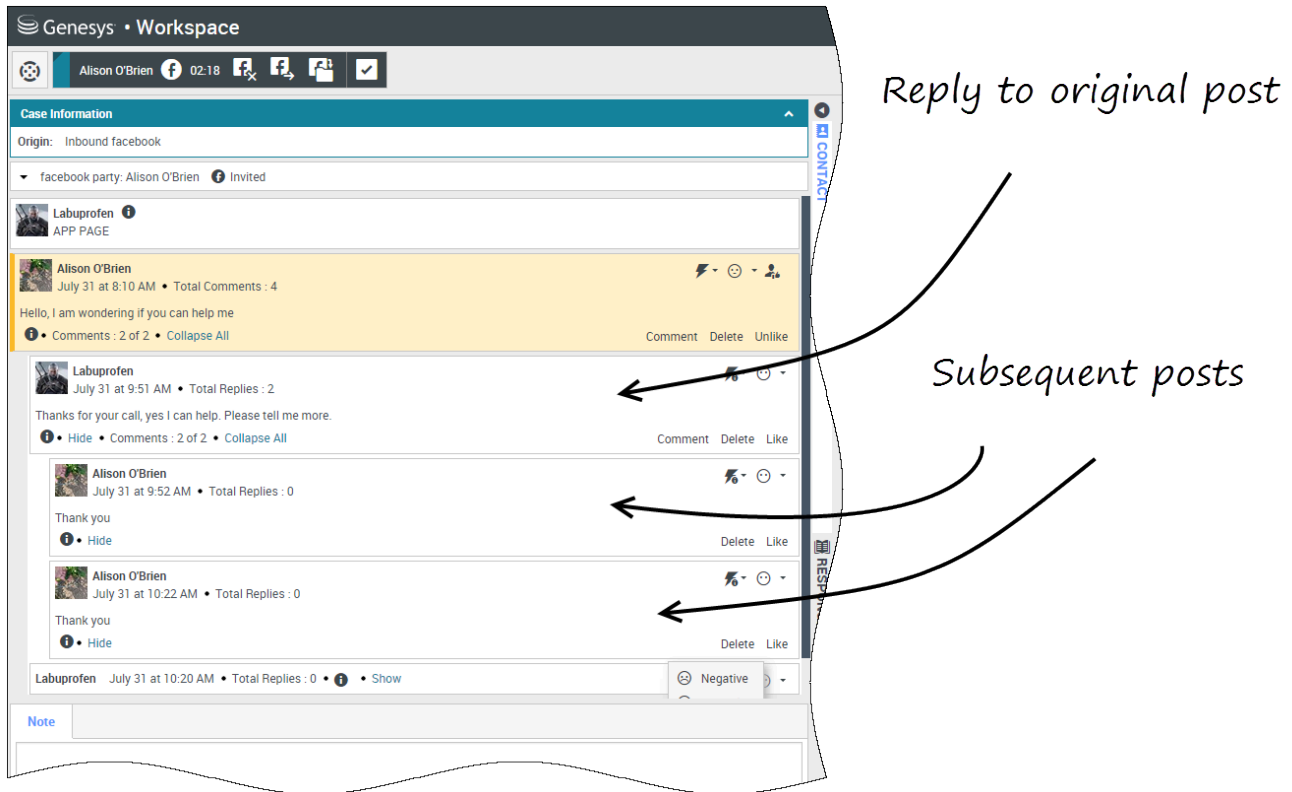 Genesys • Workspace
Alison O'Brien 02:18
Case Information
Origin: Inbound facebook
facebook party: Alison O'Brien Invited
Labuprofen
APP PAGE
Alison O'Brien
July 31 at 8:10 AM • Total Comments : 4
Hello, I am wondering if you can help me
• Comments : 2 of 2 • Collapse All Comment Delete Unlike
Labuprofen
July 31 at 9:51 AM • Total Replies : 2
Thanks for your call, yes I can help. Please tell me more.
• Hide • Comments : 2 of 2 • Collapse All Comment Delete Like
Alison O'Brien
July 31 at 9:52 AM • Total Replies : 0
Thank you
• Hide Delete Like
Alison O'Brien
July 31 at 10:22 AM • Total Replies : 0
Thank you
• Hide Delete Like
Labuprofen July 31 at 10:20 AM • Total Replies : 0 • • Show
Negative
Note
CONTACT
Reply to original post
Subsequent posts